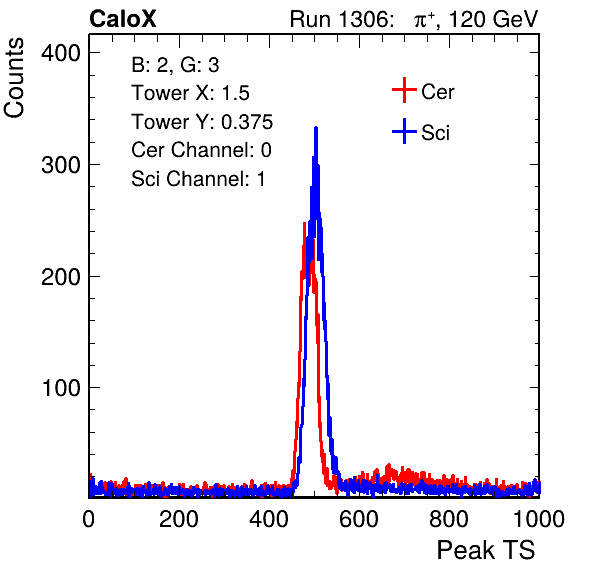 CaloX Run 1306: π⁺, 120 GeV
B: 2, G: 3
Tower X: 1.5
Tower Y: 0.375
Cer Channel: 0
Sci Channel: 1
Cer
Sci
Counts
400
300
200
100
0 200 400 600 800 1000
Peak TS